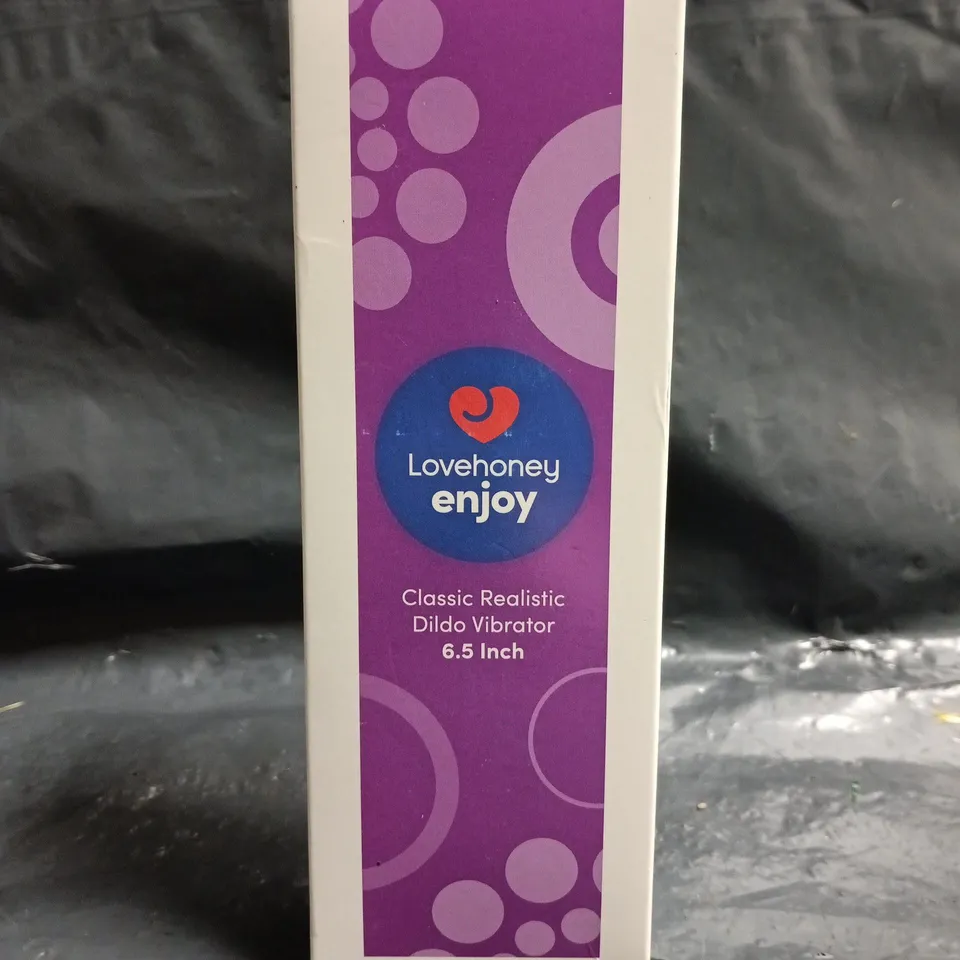 Lovehoney
enjoy
Classic Realistic
Dildo Vibrator
6.5 Inch